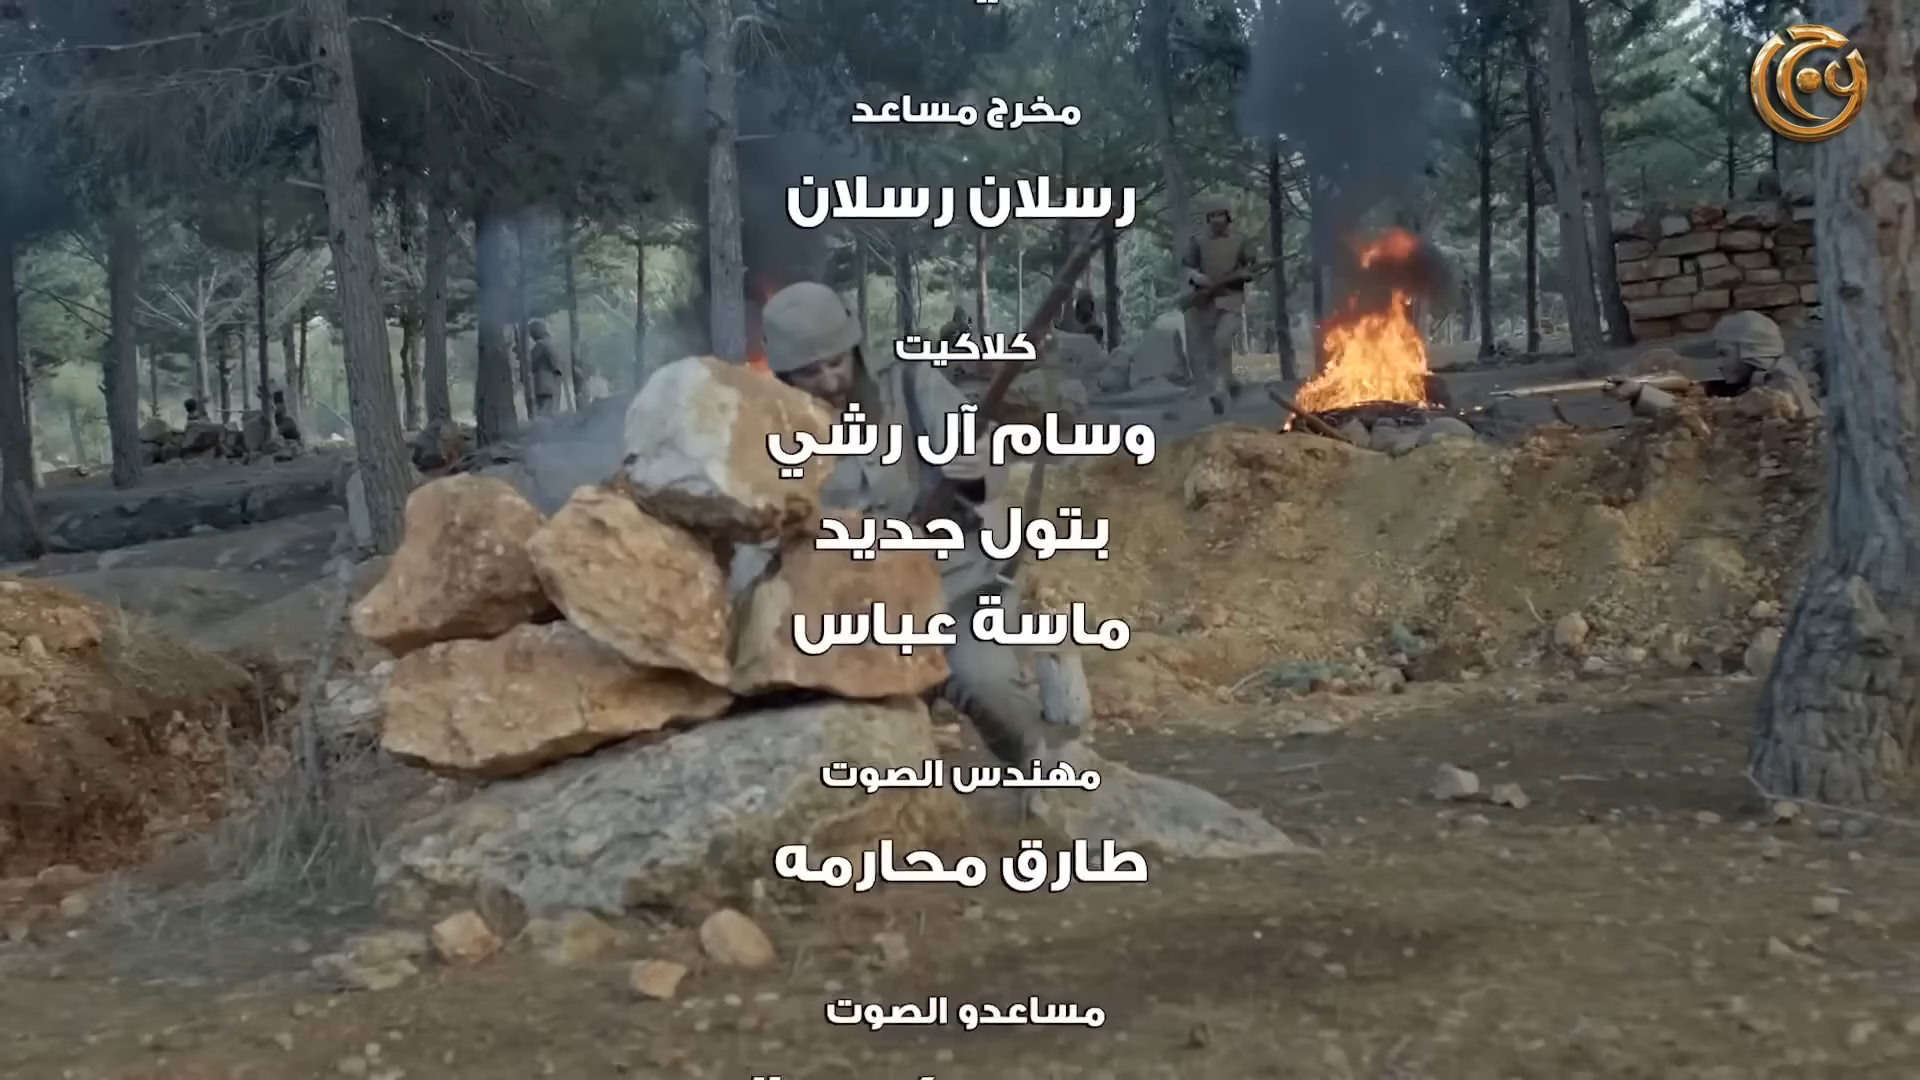 مخرج مساعد
رسلان رسلان
كلاكيت
وسام آل رشي
بتول جديد
ماسة عباس
مهندس الصوت
طارق محارمه
مساعدو الصوت